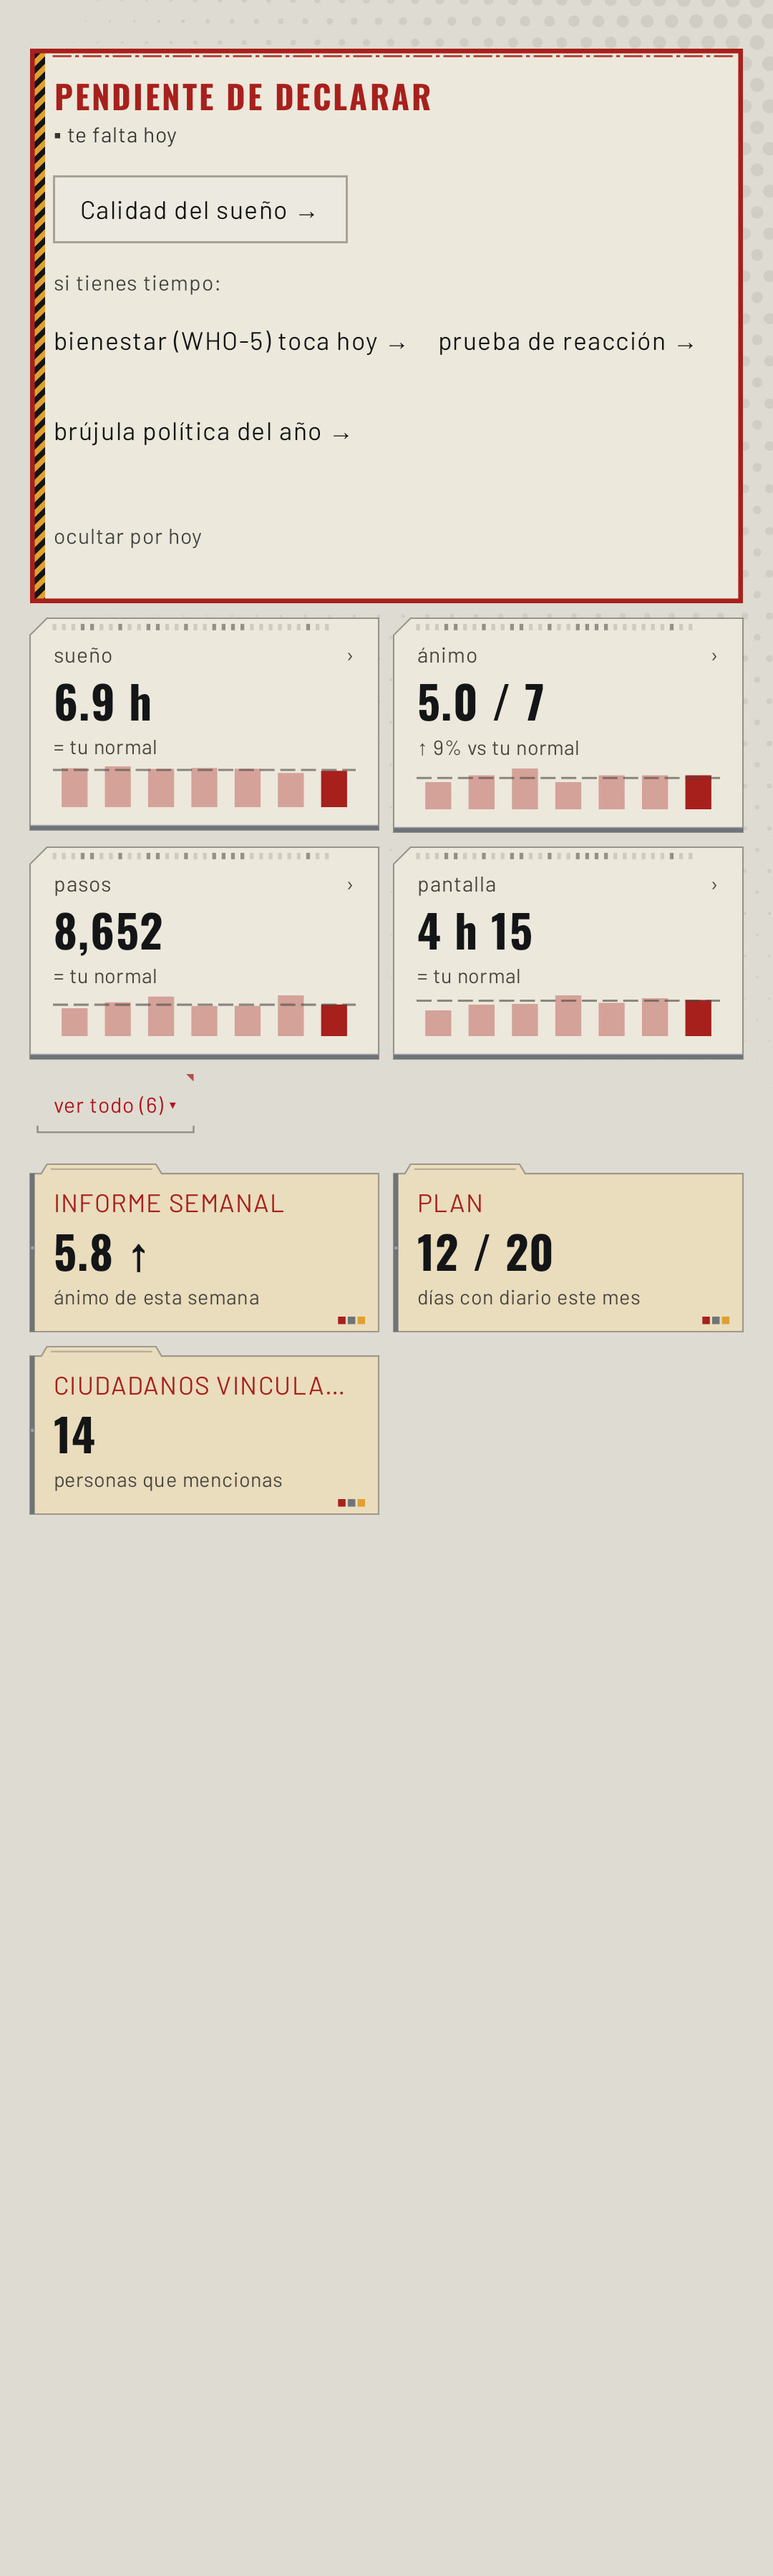 PENDIENTE DE DECLARAR
▪ te falta hoy
Calidad del sueño →
si tienes tiempo:
bienestar (WHO-5) toca hoy → prueba de reacción →
brújula política del año →
ocultar por hoy
sueño ›
6.9 h
= tu normal
ánimo ›
5.0 / 7
↑ 9% vs tu normal
pasos ›
8,652
= tu normal
pantalla ›
4 h 15
= tu normal
ver todo (6) ▾
INFORME SEMANAL
5.8 ↑
ánimo de esta semana
PLAN
12 / 20
días con diario este mes
CIUDADANOS VINCULA...
14
personas que mencionas